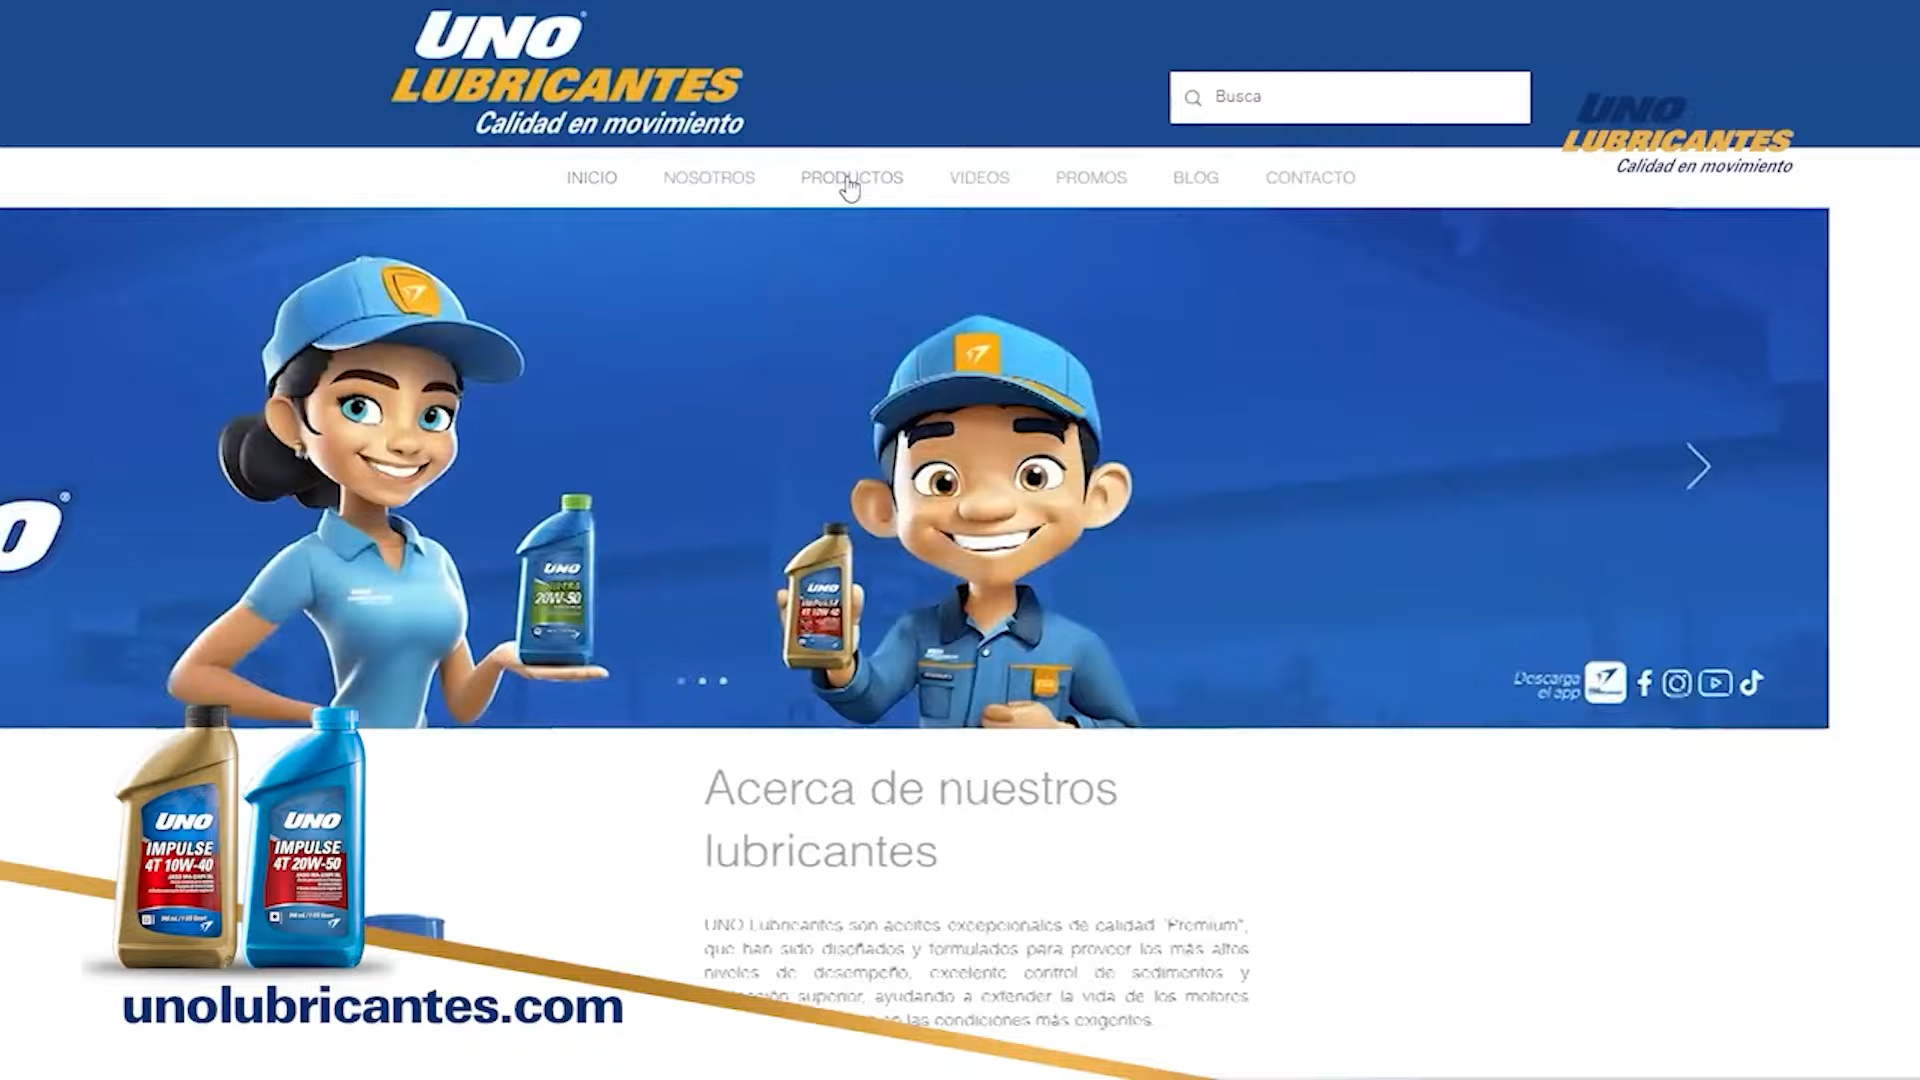 UNO
LUBRICANTES
Calidad en movimiento
Busca
UNO
LUBRICANTES
Calidad en movimiento
INICIO NOSOTROS PRODUCTOS VIDEOS PROMOS BLOG CONTACTO
UNO
20W-50
UNO
IMPULSE
4T 10W-40
Descarga
el app
UNO
IMPULSE
4T 10W-40
UNO
IMPULSE
4T 20W-50
Acerca de nuestros
lubricantes
UNO Lubricantes son aceites excepcionales de calidad "Premium",
que han sido diseñados y formulados para proveer los más altos
niveles de desempeño, excelente control de sedimentos y
superior, ayudando a extender la vida de los motores
las condiciones más exigentes.
unolubricantes.com